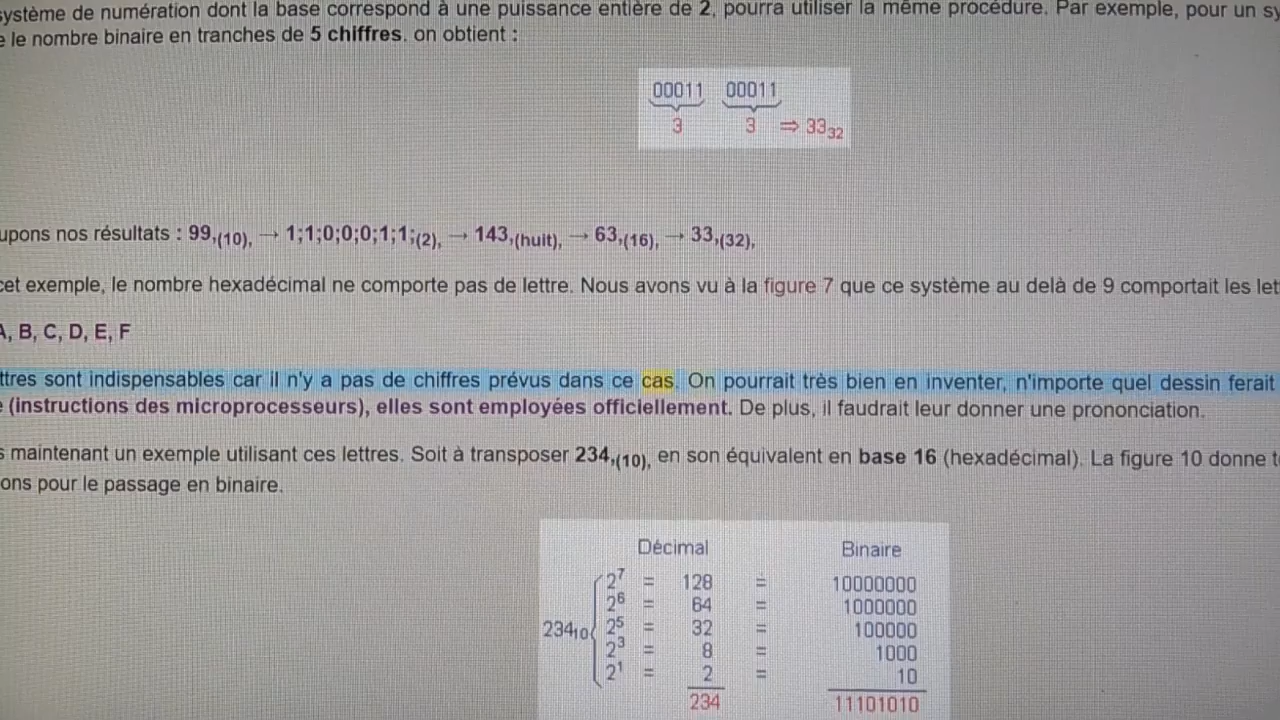 système de numération dont la base correspond à une puissance entière de 2, pourra utiliser la même procédure. Par exemple, pour un sy
e le nombre binaire en tranches de 5 chiffres, on obtient :
00011 00011
3 3 ⇒ 33₃₂
upons nos résultats : 99,(10), → 1;1;0;0;0;1;1;(2), → 143,(huit), → 63,(16), → 33,(32),
cet exemple, le nombre hexadécimal ne comporte pas de lettre. Nous avons vu à la figure 7 que ce système au delà de 9 comportait les let
A, B, C, D, E, F
ttres sont indispensables car il n'y a pas de chiffres prévus dans ce cas. On pourrait très bien en inventer, n'importe quel dessin ferait
e (instructions des microprocesseurs), elles sont employées officiellement. De plus, il faudrait leur donner une prononciation.
s maintenant un exemple utilisant ces lettres. Soit à transposer 234,(10), en son équivalent en base 16 (hexadécimal). La figure 10 donne t
ons pour le passage en binaire.
Décimal Binaire
2⁷ = 128 = 10000000
2⁶ = 64 = 1000000
234₁₀ 2⁵ = 32 = 100000
2³ = 8 = 1000
2¹ = 2 = 10
234 11101010